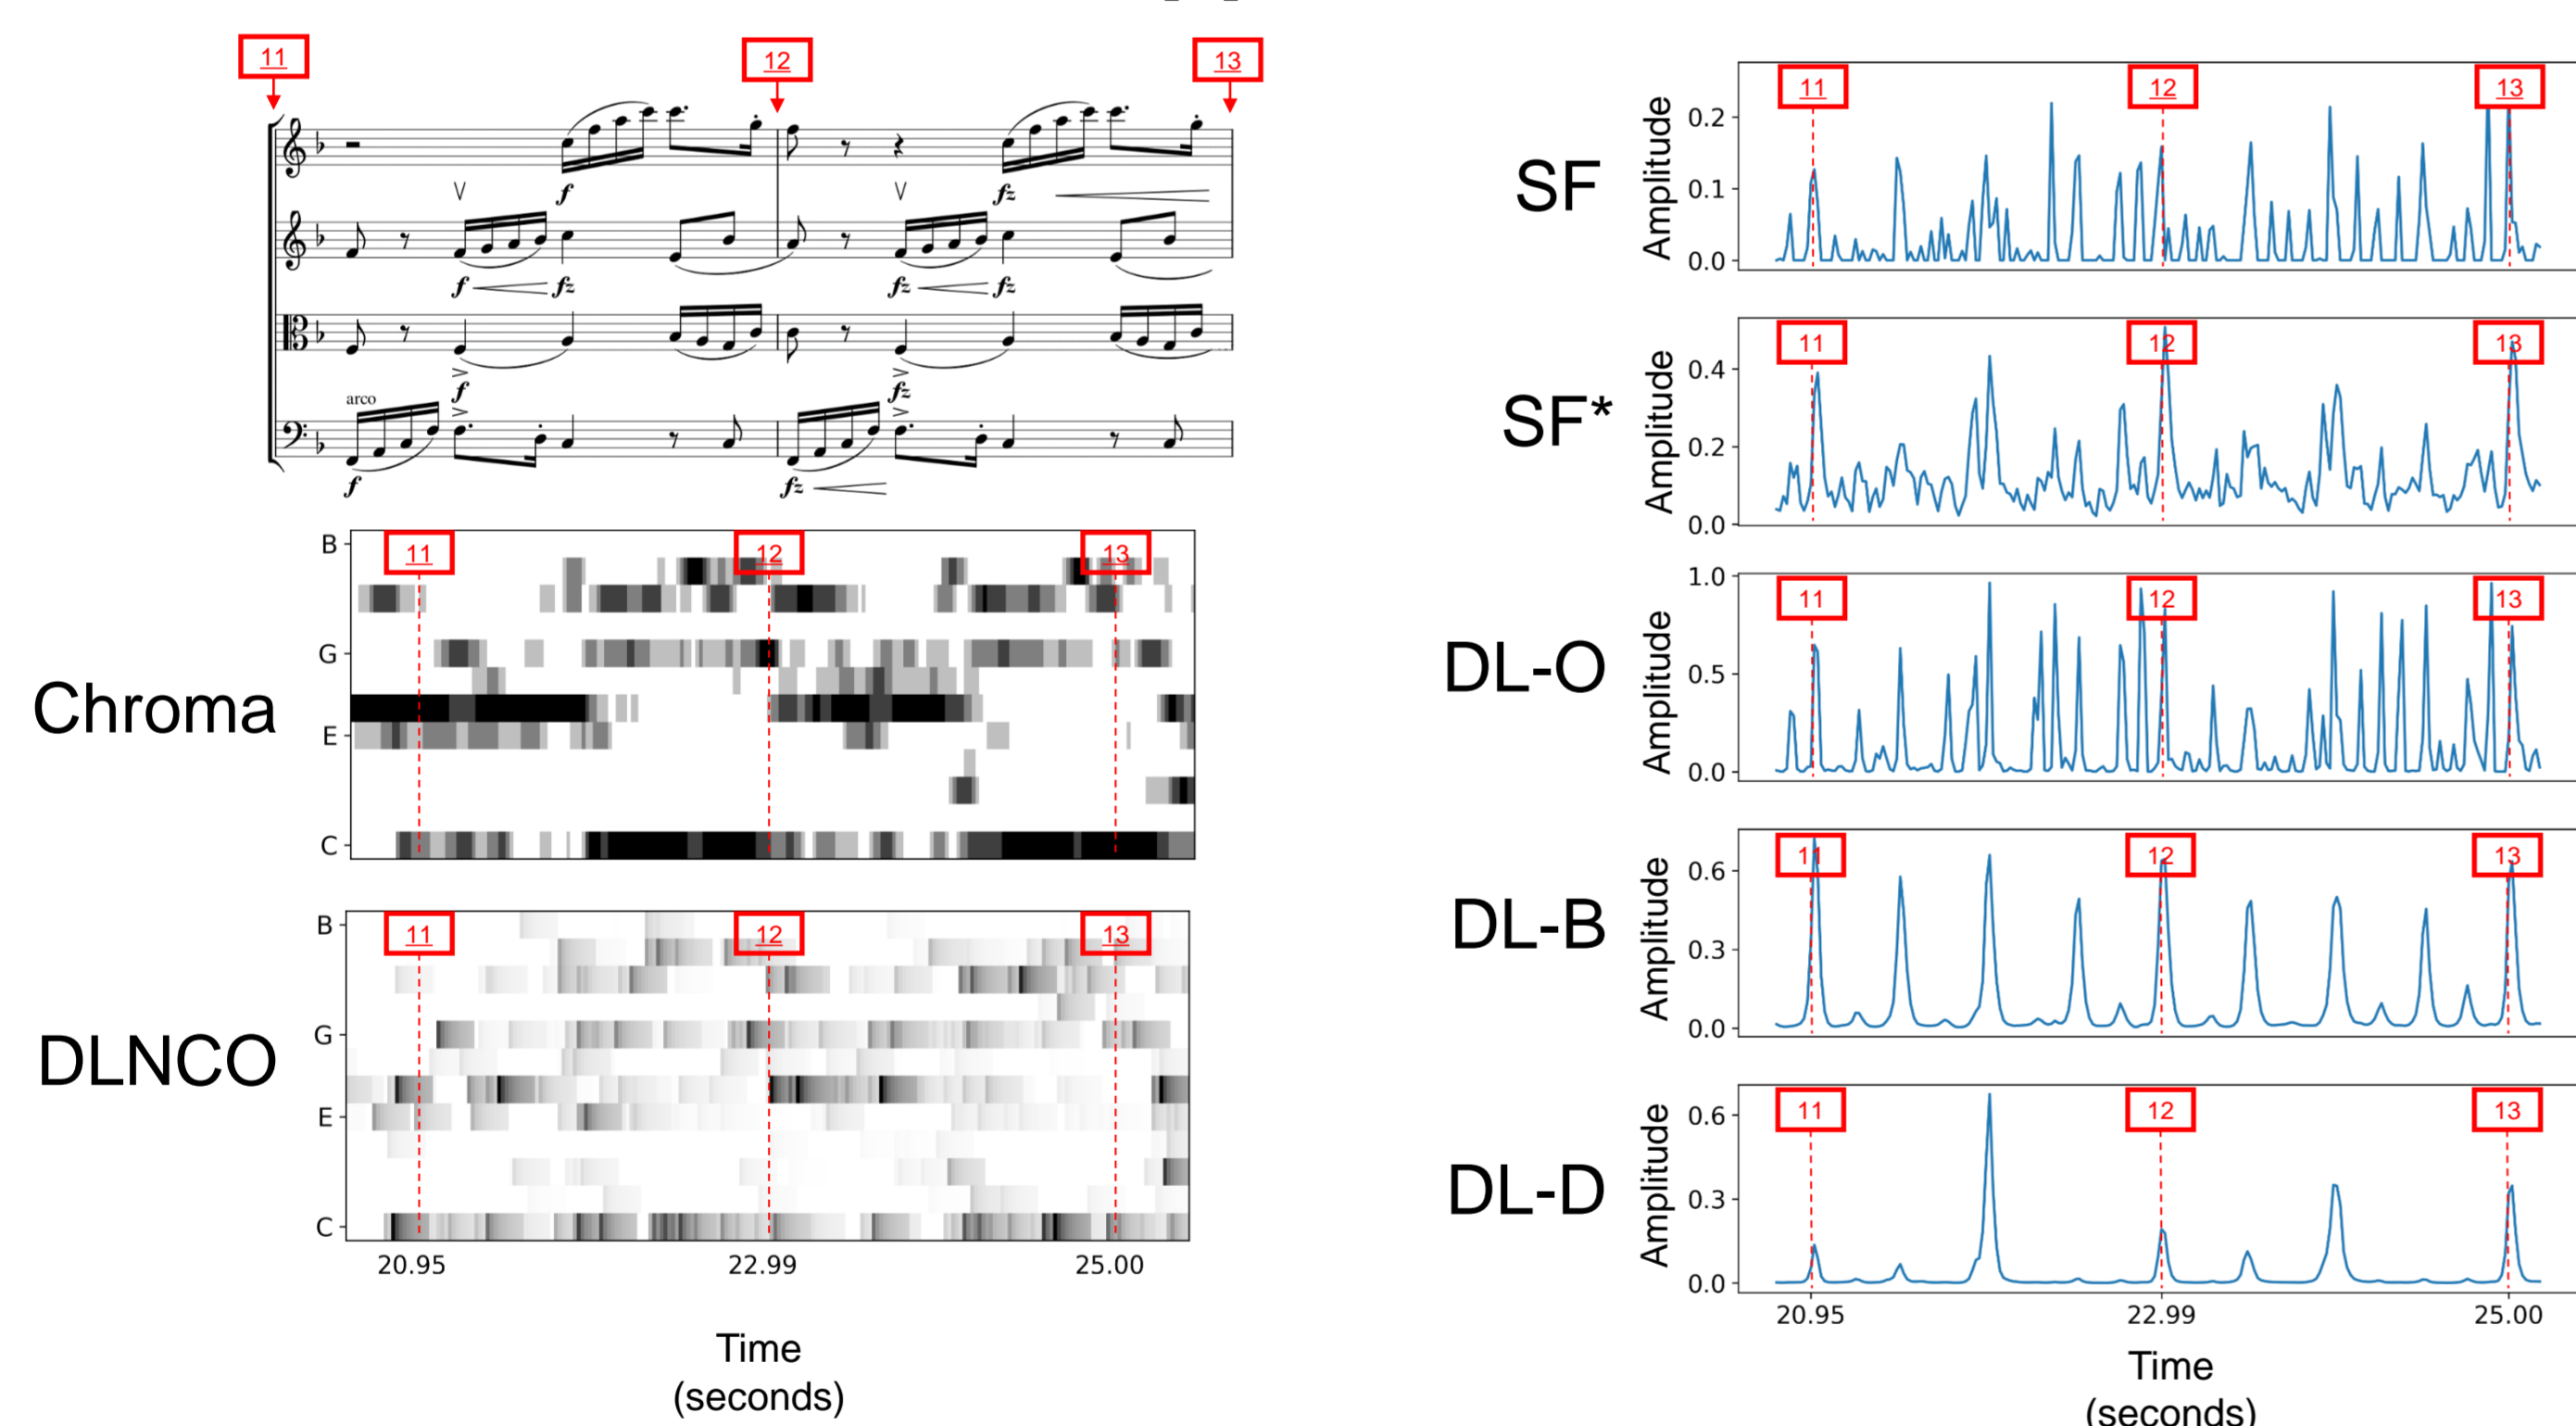 11
12
13
f
fz
f
fz
fz
fz
f
fz
arco
f
fz
Chroma
B
G
E
C
11
12
13
DLNCO
B
G
E
C
11
12
13
20.95
22.99
25.00
Time
(seconds)
SF
Amplitude
0.2
0.1
0.0
11
12
13
SF*
Amplitude
0.4
0.2
0.0
11
12
13
DL-O
Amplitude
1.0
0.5
0.0
11
12
13
DL-B
Amplitude
0.6
0.3
0.0
11
12
13
DL-D
Amplitude
0.6
0.3
0.0
11
12
13
20.95
22.99
25.00
Time
(seconds)